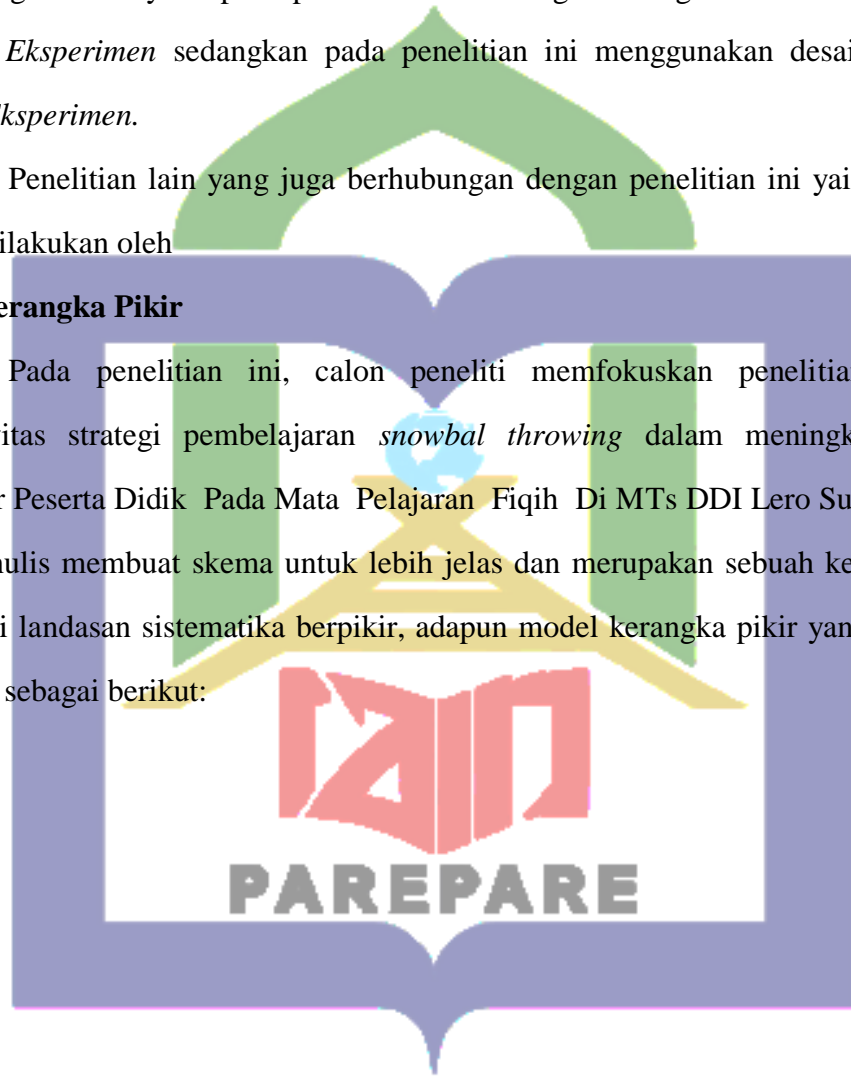 Eksperimen sedangkan pada penelitian ini menggunakan desai
ksperimen.
Penelitian lain yang juga berhubungan dengan penelitian ini yai
ilakukan oleh
erangka Pikir
Pada penelitian ini, calon peneliti memfokuskan penelitia
vitas strategi pembelajaran snowbal throwing dalam meningk
r Peserta Didik Pada Mata Pelajaran Fiqih Di MTs DDI Lero Su
ulis membuat skema untuk lebih jelas dan merupakan sebuah ke
i landasan sistematika berpikir, adapun model kerangka pikir yan
sebagai berikut:
iain
PAREPARE